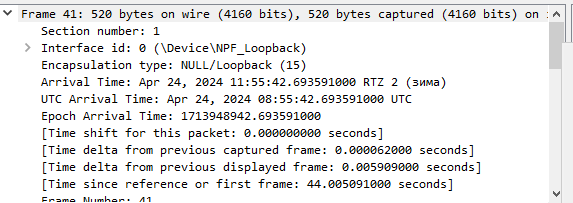 Frame 41: 520 bytes on wire (4160 bits), 520 bytes captured (4160 bits) on
Section number: 1
Interface id: 0 (\Device\NPF_Loopback)
Encapsulation type: NULL/Loopback (15)
Arrival Time: Apr 24, 2024 11:55:42.693591000 RTZ 2 (зима)
UTC Arrival Time: Apr 24, 2024 08:55:42.693591000 UTC
Epoch Arrival Time: 1713948942.693591000
[Time shift for this packet: 0.000000000 seconds]
[Time delta from previous captured frame: 0.000062000 seconds]
[Time delta from previous displayed frame: 0.005909000 seconds]
[Time since reference or first frame: 44.005091000 seconds]
Frame Number: 41